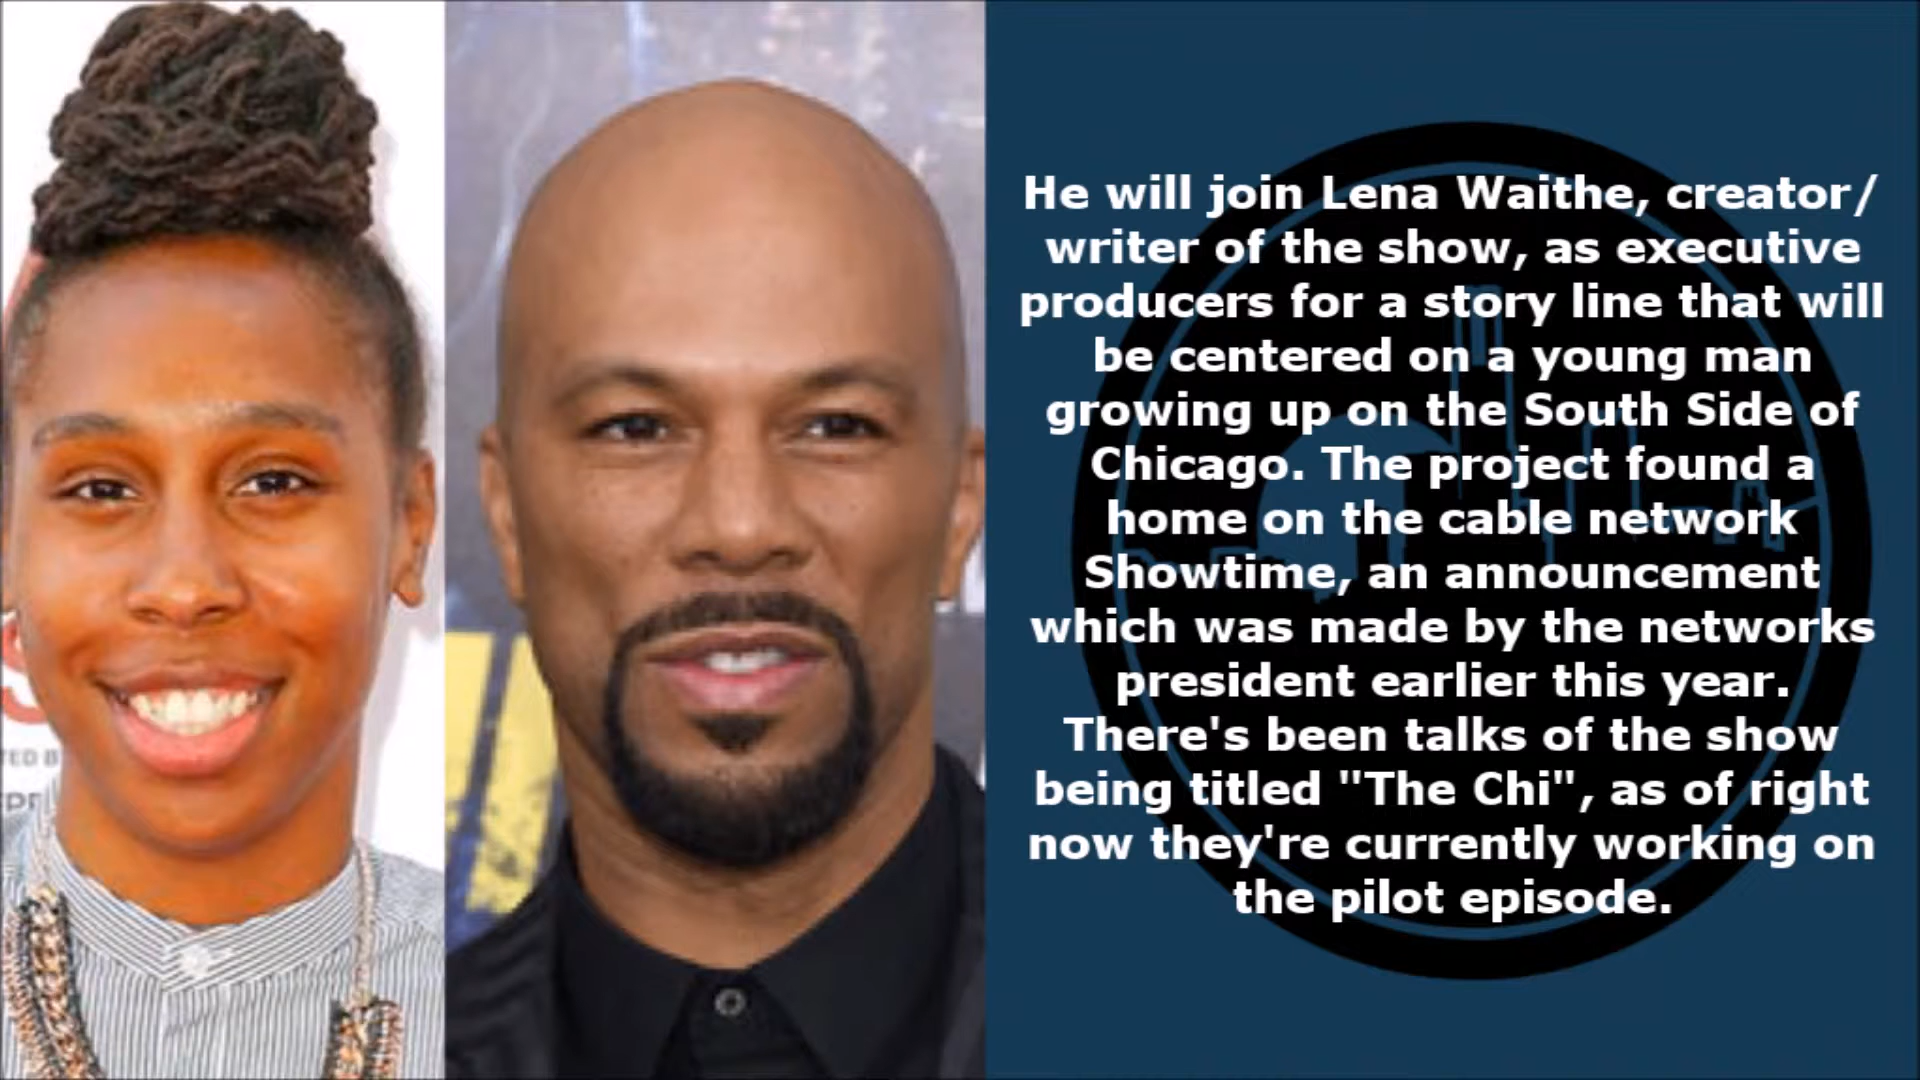 He will join Lena Waithe, creator/
writer of the show, as executive
producers for a story line that will
be centered on a young man
growing up on the South Side of
Chicago. The project found a
home on the cable network
Showtime, an announcement
which was made by the networks
president earlier this year.
There's been talks of the show
being titled "The Chi", as of right
now they're currently working on
the pilot episode.
TED B